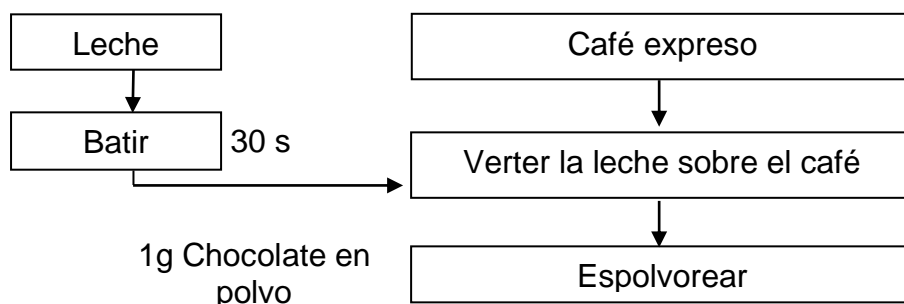 Leche
Café expreso
Batir
30 s
Verter la leche sobre el café
1g Chocolate en
polvo
Espolvorear